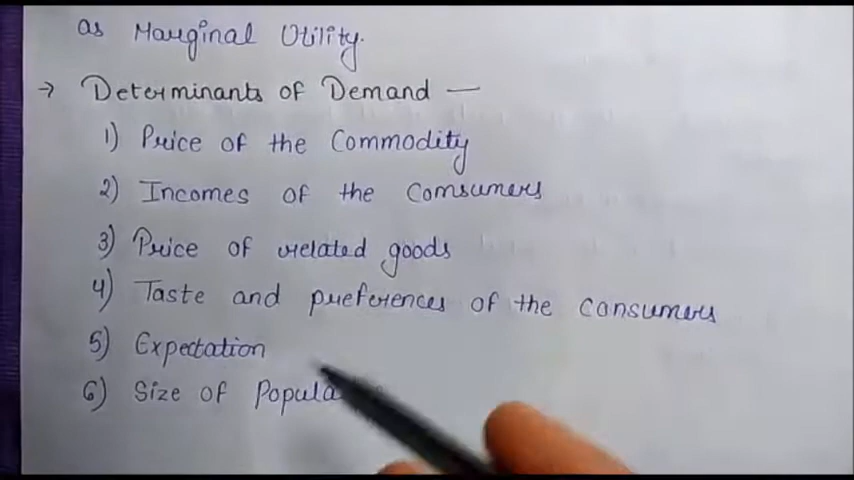 as Marginal Utility.
→ Determinants of Demand —
1) Price of the Commodity
2) Incomes of the Comsumers
3) Price of related goods
4) Taste and preferences of the consumers
5) Expectation
6) Size of